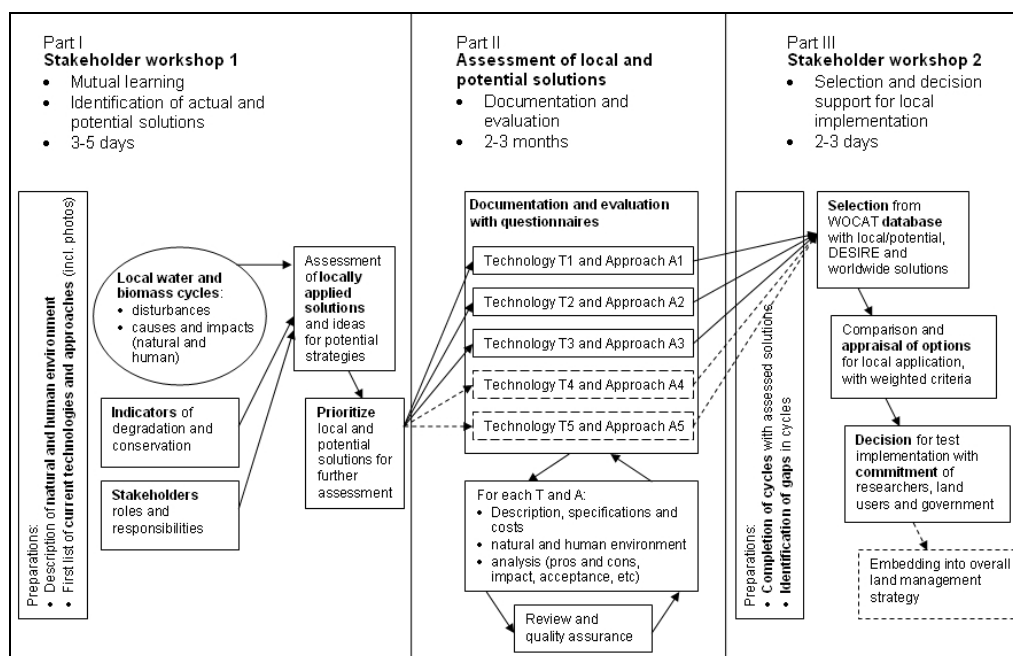 Part I
Stakeholder workshop 1
• Mutual learning
• Identification of actual and
potential solutions
• 3-5 days
Preparations:
• Description of natural and human environment
• First list of current technologies and approaches (incl. photos)
Local water and
biomass cycles:
• disturbances
• causes and impacts
(natural and
human)
Indicators of
degradation and
conservation
Stakeholders
roles and
responsibilities
Assessment
of locally
applied
solutions
and ideas
for potential
strategies
Prioritize
local and
potential
solutions for
further
assessment
Part II
Assessment of local and
potential solutions
• Documentation and
evaluation
• 2-3 months
Documentation and evaluation
with questionnaires
Technology T1 and Approach A1
Technology T2 and Approach A2
Technology T3 and Approach A3
Technology T4 and Approach A4
Technology T5 and Approach A5
For each T and A:
• Description, specifications and
costs
• natural and human environment
• analysis (pros and cons,
impact, acceptance, etc)
Review and
quality assurance
Part III
Stakeholder workshop 2
• Selection and decision
support for local
implementation
• 2-3 days
Preparations:
• Completion of cycles with assessed solutions
• Identification of gaps in cycles
Selection from
WOCAT database
with local/potential,
DESIRE and
worldwide solutions
Comparison and
appraisal of options
for local application,
with weighted criteria
Decision for test
implementation with
commitment of
researchers, land
users and government
Embedding into overall
land management
strategy